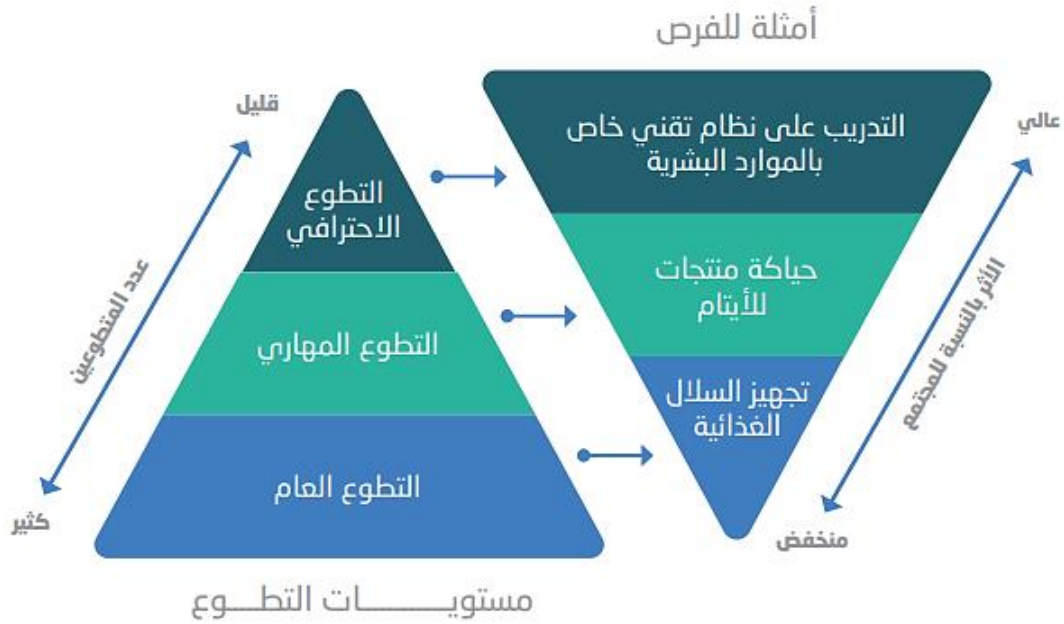 أمثلة للفرص
عالي
التدريب على نظام تقني خاص
بالموارد البشرية
حياكة منتجات
للأيتام
تجهيز السلال
الغذائية
الأثر بالنسبة للمجتمع
منخفض
قليل
التطوع
الاحترافي
التطوع المهاري
التطوع العام
عدد المتطوعين
كثير
مستويـــــــات التطـــوع